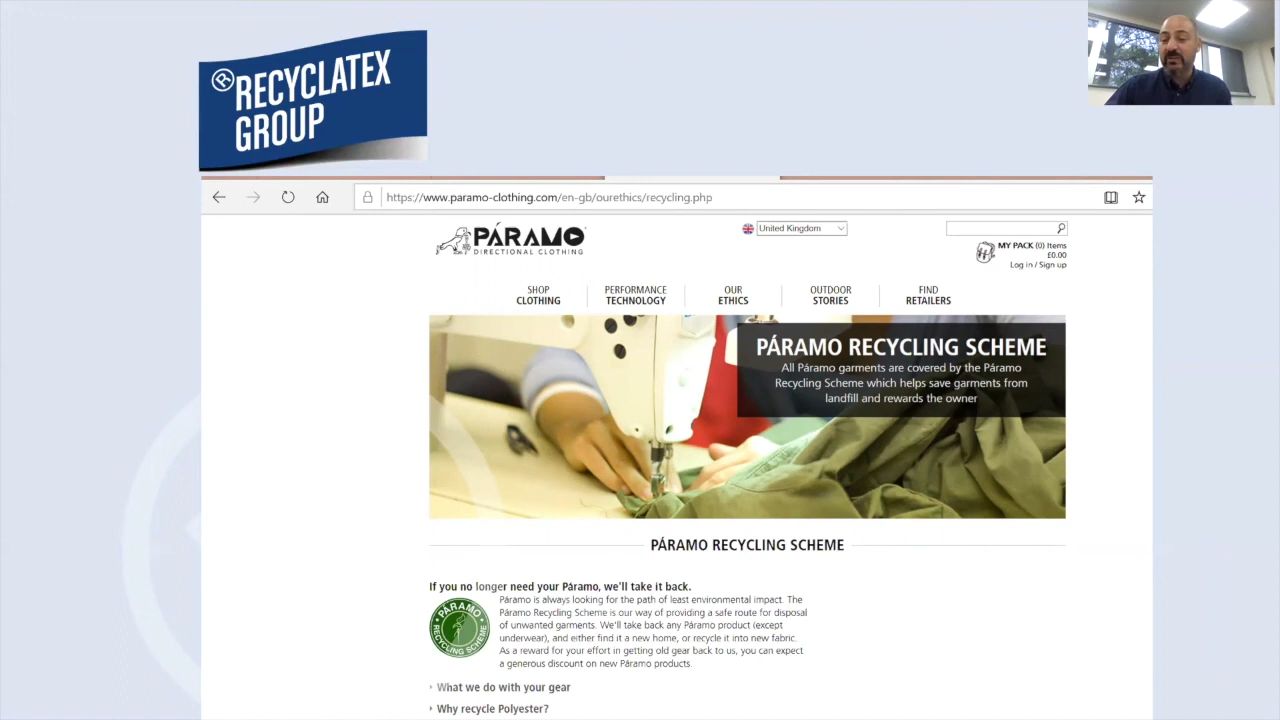 ®RECYCLATEX
GROUP
https://www.paramo-clothing.com/en-gb/ourethics/recycling.php
PÁRAMO
DIRECTIONAL CLOTHING
United Kingdom
MY PACK (0) Items
£0.00
Log in / Sign up
SHOP
CLOTHING
PERFORMANCE
TECHNOLOGY
OUR
ETHICS
OUTDOOR
STORIES
FIND
RETAILERS
PÁRAMO RECYCLING SCHEME
All Páramo garments are covered by the Páramo
Recycling Scheme which helps save garments from
landfill and rewards the owner
PÁRAMO RECYCLING SCHEME
If you no longer need your Páramo, we'll take it back.
PÁRAMO
RECYCLING SCHEME
Páramo is always looking for the path of least environmental impact. The
Páramo Recycling Scheme is our way of providing a safe route for disposal
of unwanted garments. We'll take back any Páramo product (except
underwear), and either find it a new home, or recycle it into new fabric.
As a reward for your effort in getting old gear back to us, you can expect
a generous discount on new Páramo products.
What we do with your gear
Why recycle Polyester?